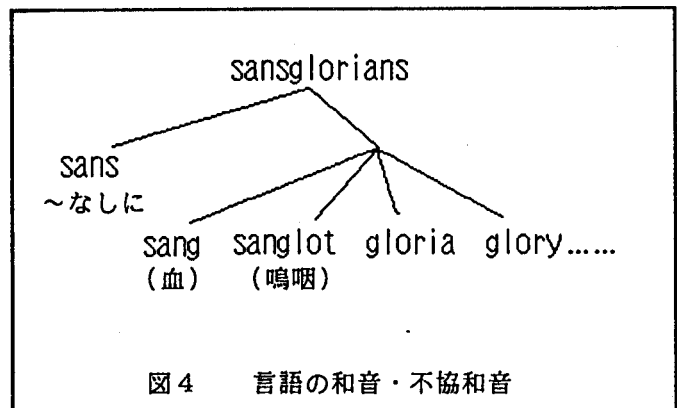 sansglorians
sans
～なしに
sang sanglot gloria glory……
(血) (嗚咽)
図4 言語の和音・不協和音